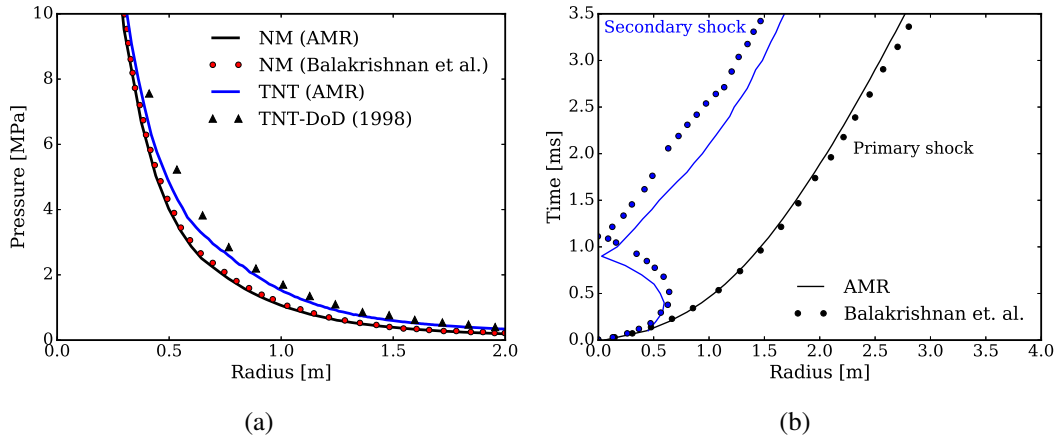 10
8
6
4
2
0
0.0
0.5
1.0
1.5
2.0
Pressure [MPa]
Radius [m]
NM (AMR)
NM (Balakrishnan et al.)
TNT (AMR)
TNT-DoD (1998)
(a)
3.5
3.0
2.5
2.0
1.5
1.0
0.5
0.0
0.0
0.5
1.0
1.5
2.0
2.5
3.0
3.5
4.0
Time [ms]
Radius [m]
Secondary shock
Primary shock
AMR
Balakrishnan et. al.
(b)